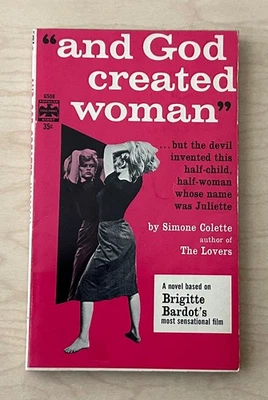 "and God
created
woman"
35¢
...but the devil
invented this
half-child,
half-woman
whose name
was Juliette
by Simone Colette
author of
The Lovers
A novel based on
Brigitte
Bardot's
most sensational film